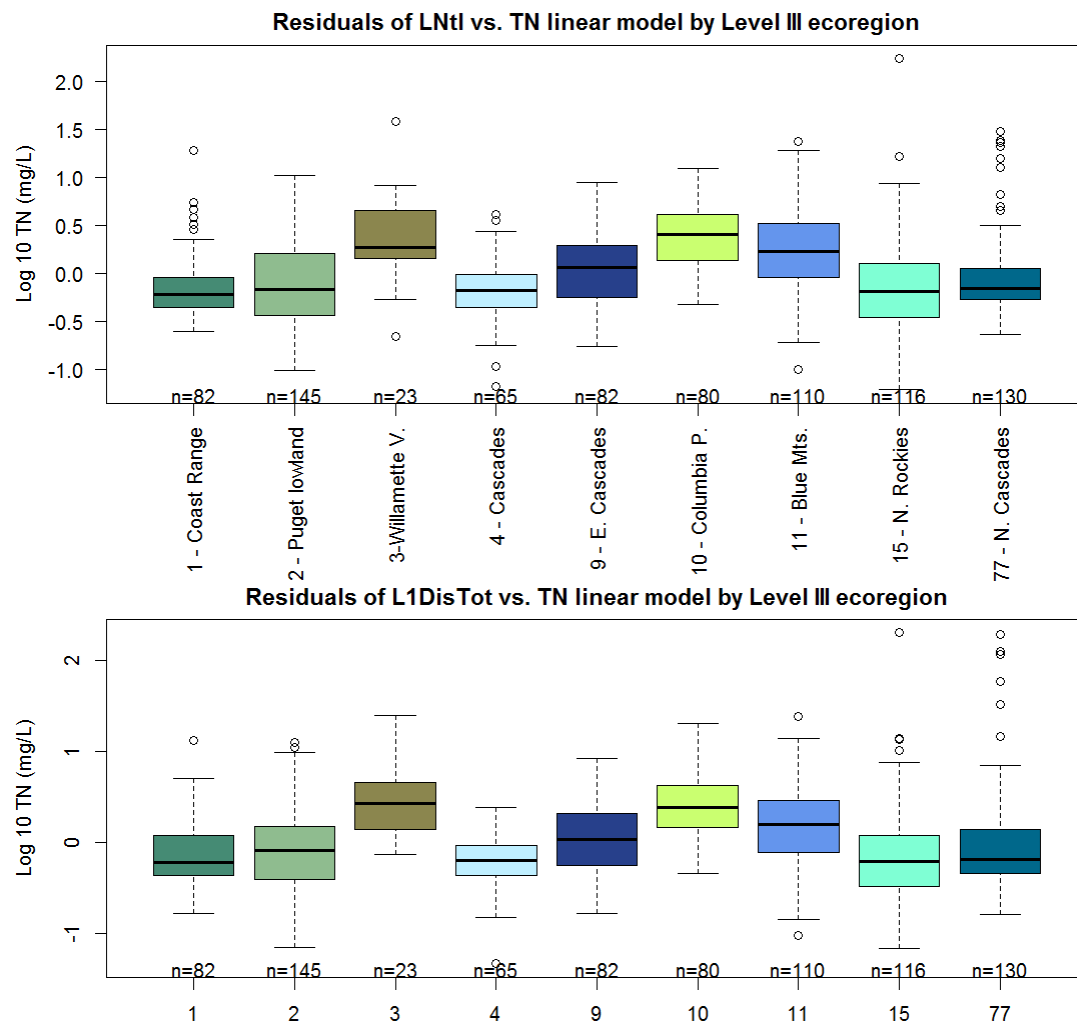 Residuals of LNtl vs. TN linear model by Level III ecoregion
Log 10 TN (mg/L)
2.0
1.5
1.0
0.5
0.0
-0.5
-1.0
n=82 n=145 n=23 n=65 n=82 n=80 n=110 n=116 n=130
1 - Coast Range
2 - Puget lowland
3-Willamette V.
4 - Cascades
9 - E. Cascades
10 - Columbia P.
11 - Blue Mts.
15 - N. Rockies
77 - N. Cascades
Residuals of L1DisTot vs. TN linear model by Level III ecoregion
Log 10 TN (mg/L)
2
1
0
-1
n=82 n=145 n=23 n=65 n=82 n=80 n=110 n=116 n=130
1 2 3 4 9 10 11 15 77